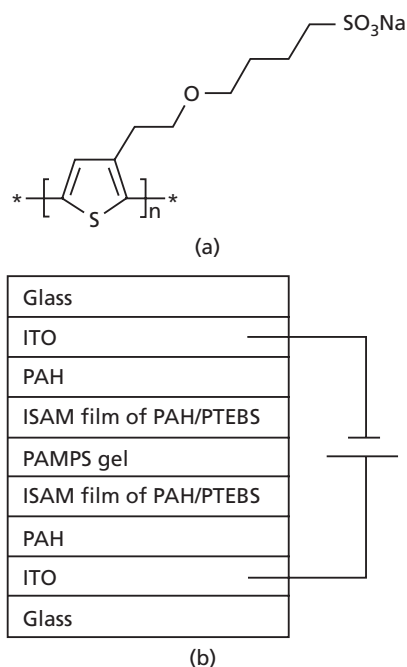 SO3Na
O
* [ S ]n *
(a)
Glass
ITO
PAH
ISAM film of PAH/PTEBS
PAMPS gel
ISAM film of PAH/PTEBS
PAH
ITO
Glass
(b)